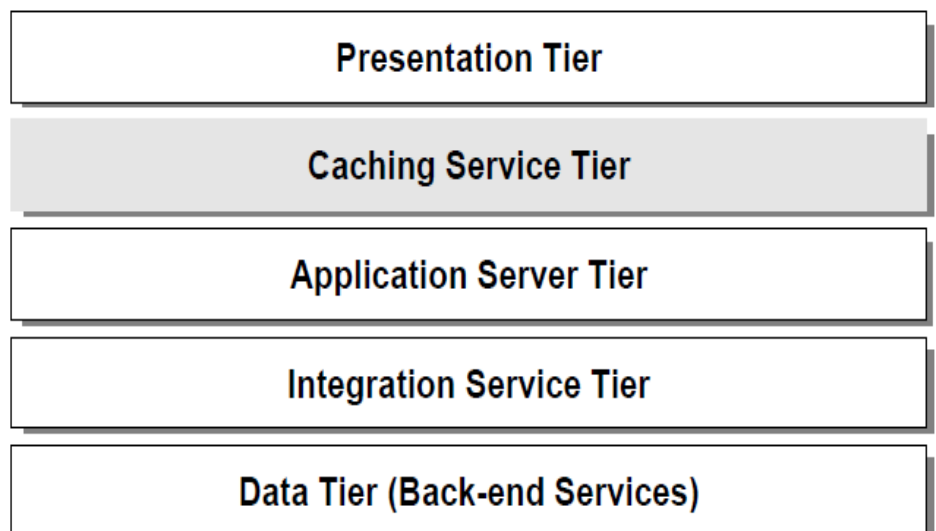 Presentation Tier
Caching Service Tier
Application Server Tier
Integration Service Tier
Data Tier (Back-end Services)